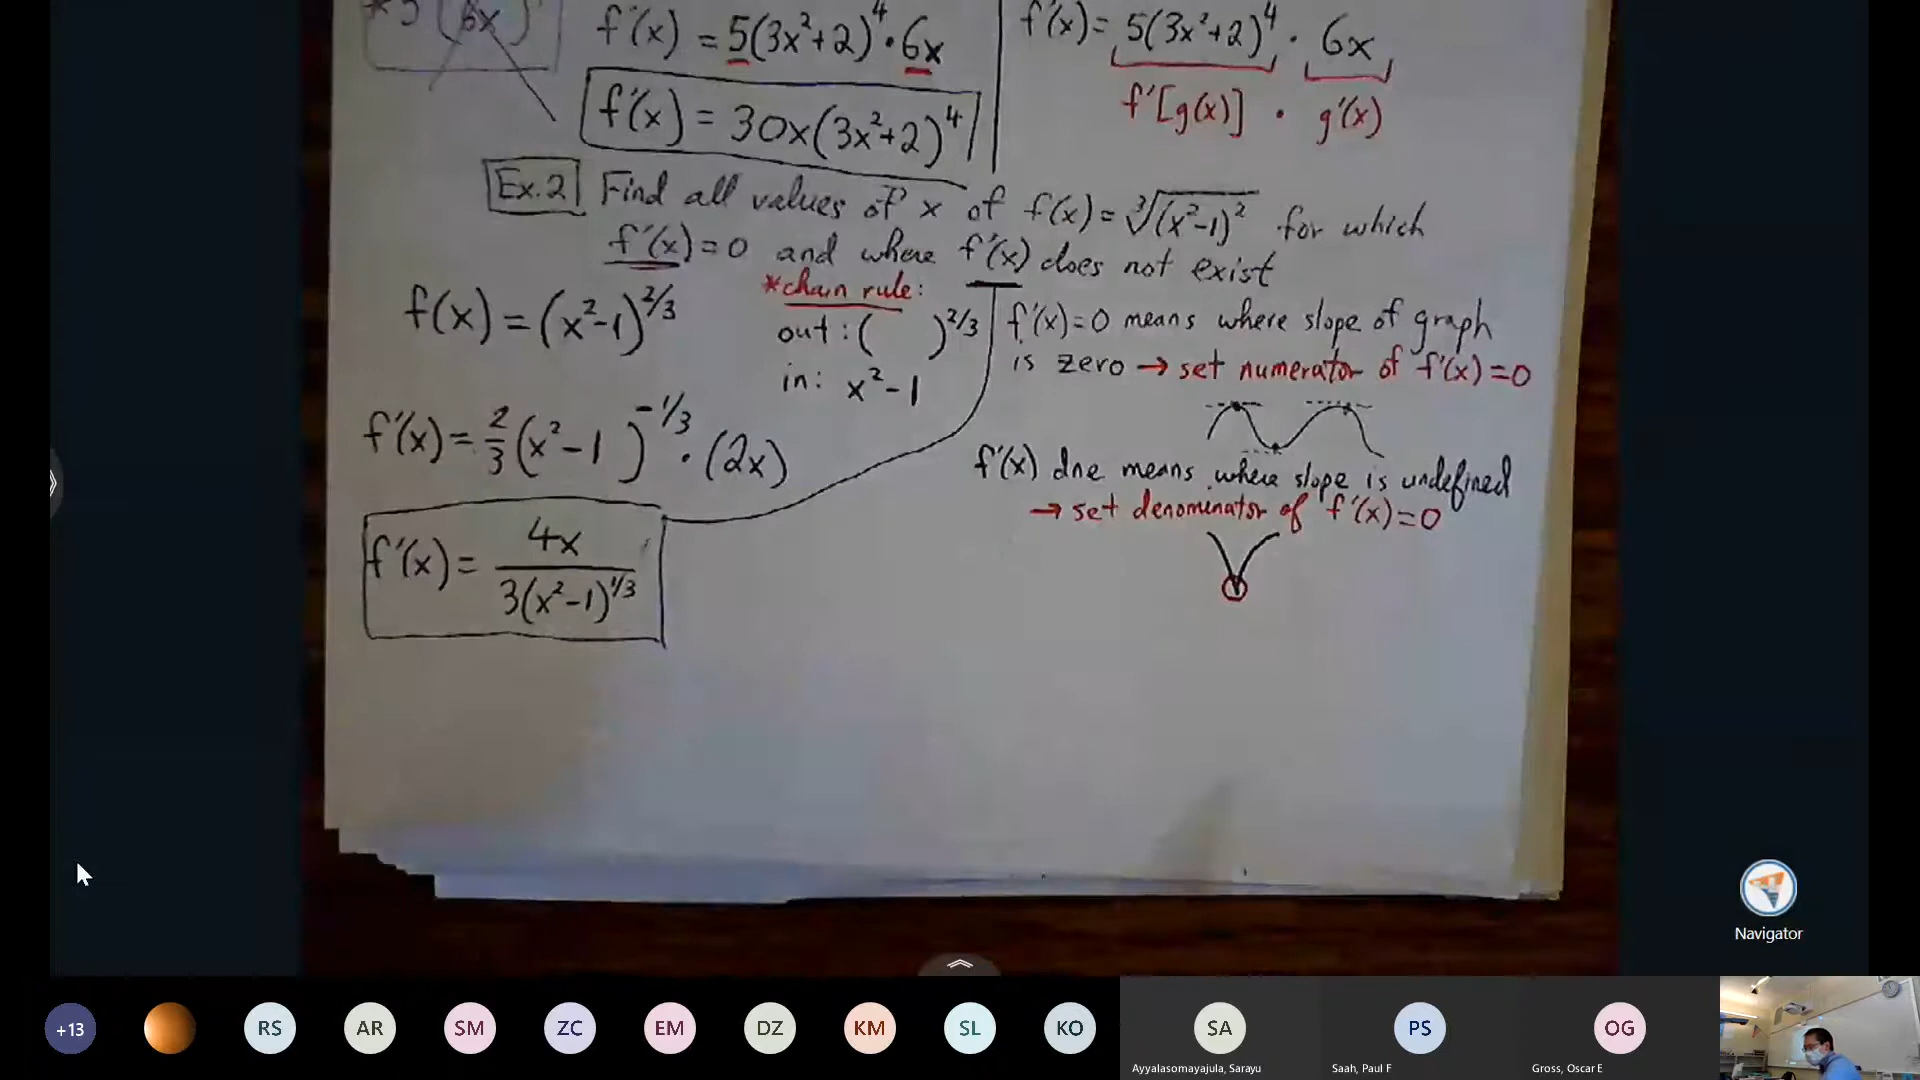 f'(x) = 5(3x²+2)⁴ · 6x
f'(x) = 30x(3x²+2)⁴
f'(x) = 5(3x²+2)⁴ · 6x
f'[g(x)] · g'(x)
Ex.2 Find all values of x of f(x) = ∛(x²-1)² for which
f'(x) = 0 and where f'(x) does not exist
f(x) = (x²-1)^2/3
*chain rule:
out: ( )^2/3
in: x²-1
f'(x) = 2/3 (x²-1)^-1/3 · (2x)
f'(x) = 4x / 3(x²-1)^1/3
f'(x)=0 means where slope of graph
is zero → set numerator of f'(x)=0
f'(x) dne means where slope is undefined
→ set denominator of f'(x)=0
Navigator
+13
RS
AR
SM
ZC
EM
DZ
KM
SL
KO
SA
Ayyalasomayajula, Sarayu
PS
Saah, Paul F
OG
Gross, Oscar E